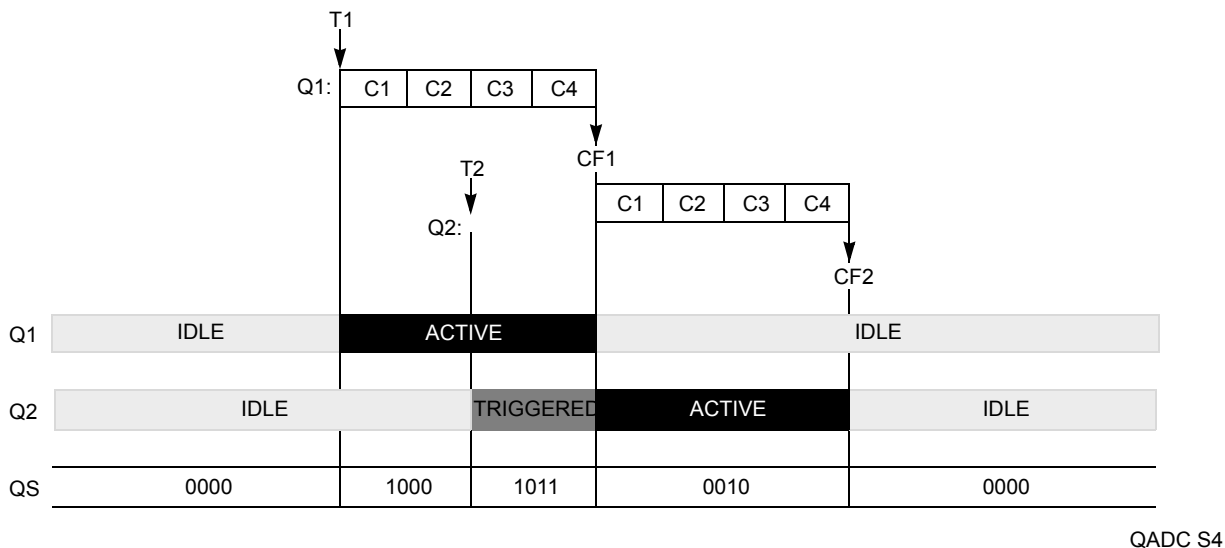 T1
Q1: C1 C2 C3 C4
CF1
T2
C1 C2 C3 C4
Q2:
CF2
Q1 IDLE ACTIVE IDLE
Q2 IDLE TRIGGERED ACTIVE IDLE
QS 0000 1000 1011 0010 0000
QADC S4